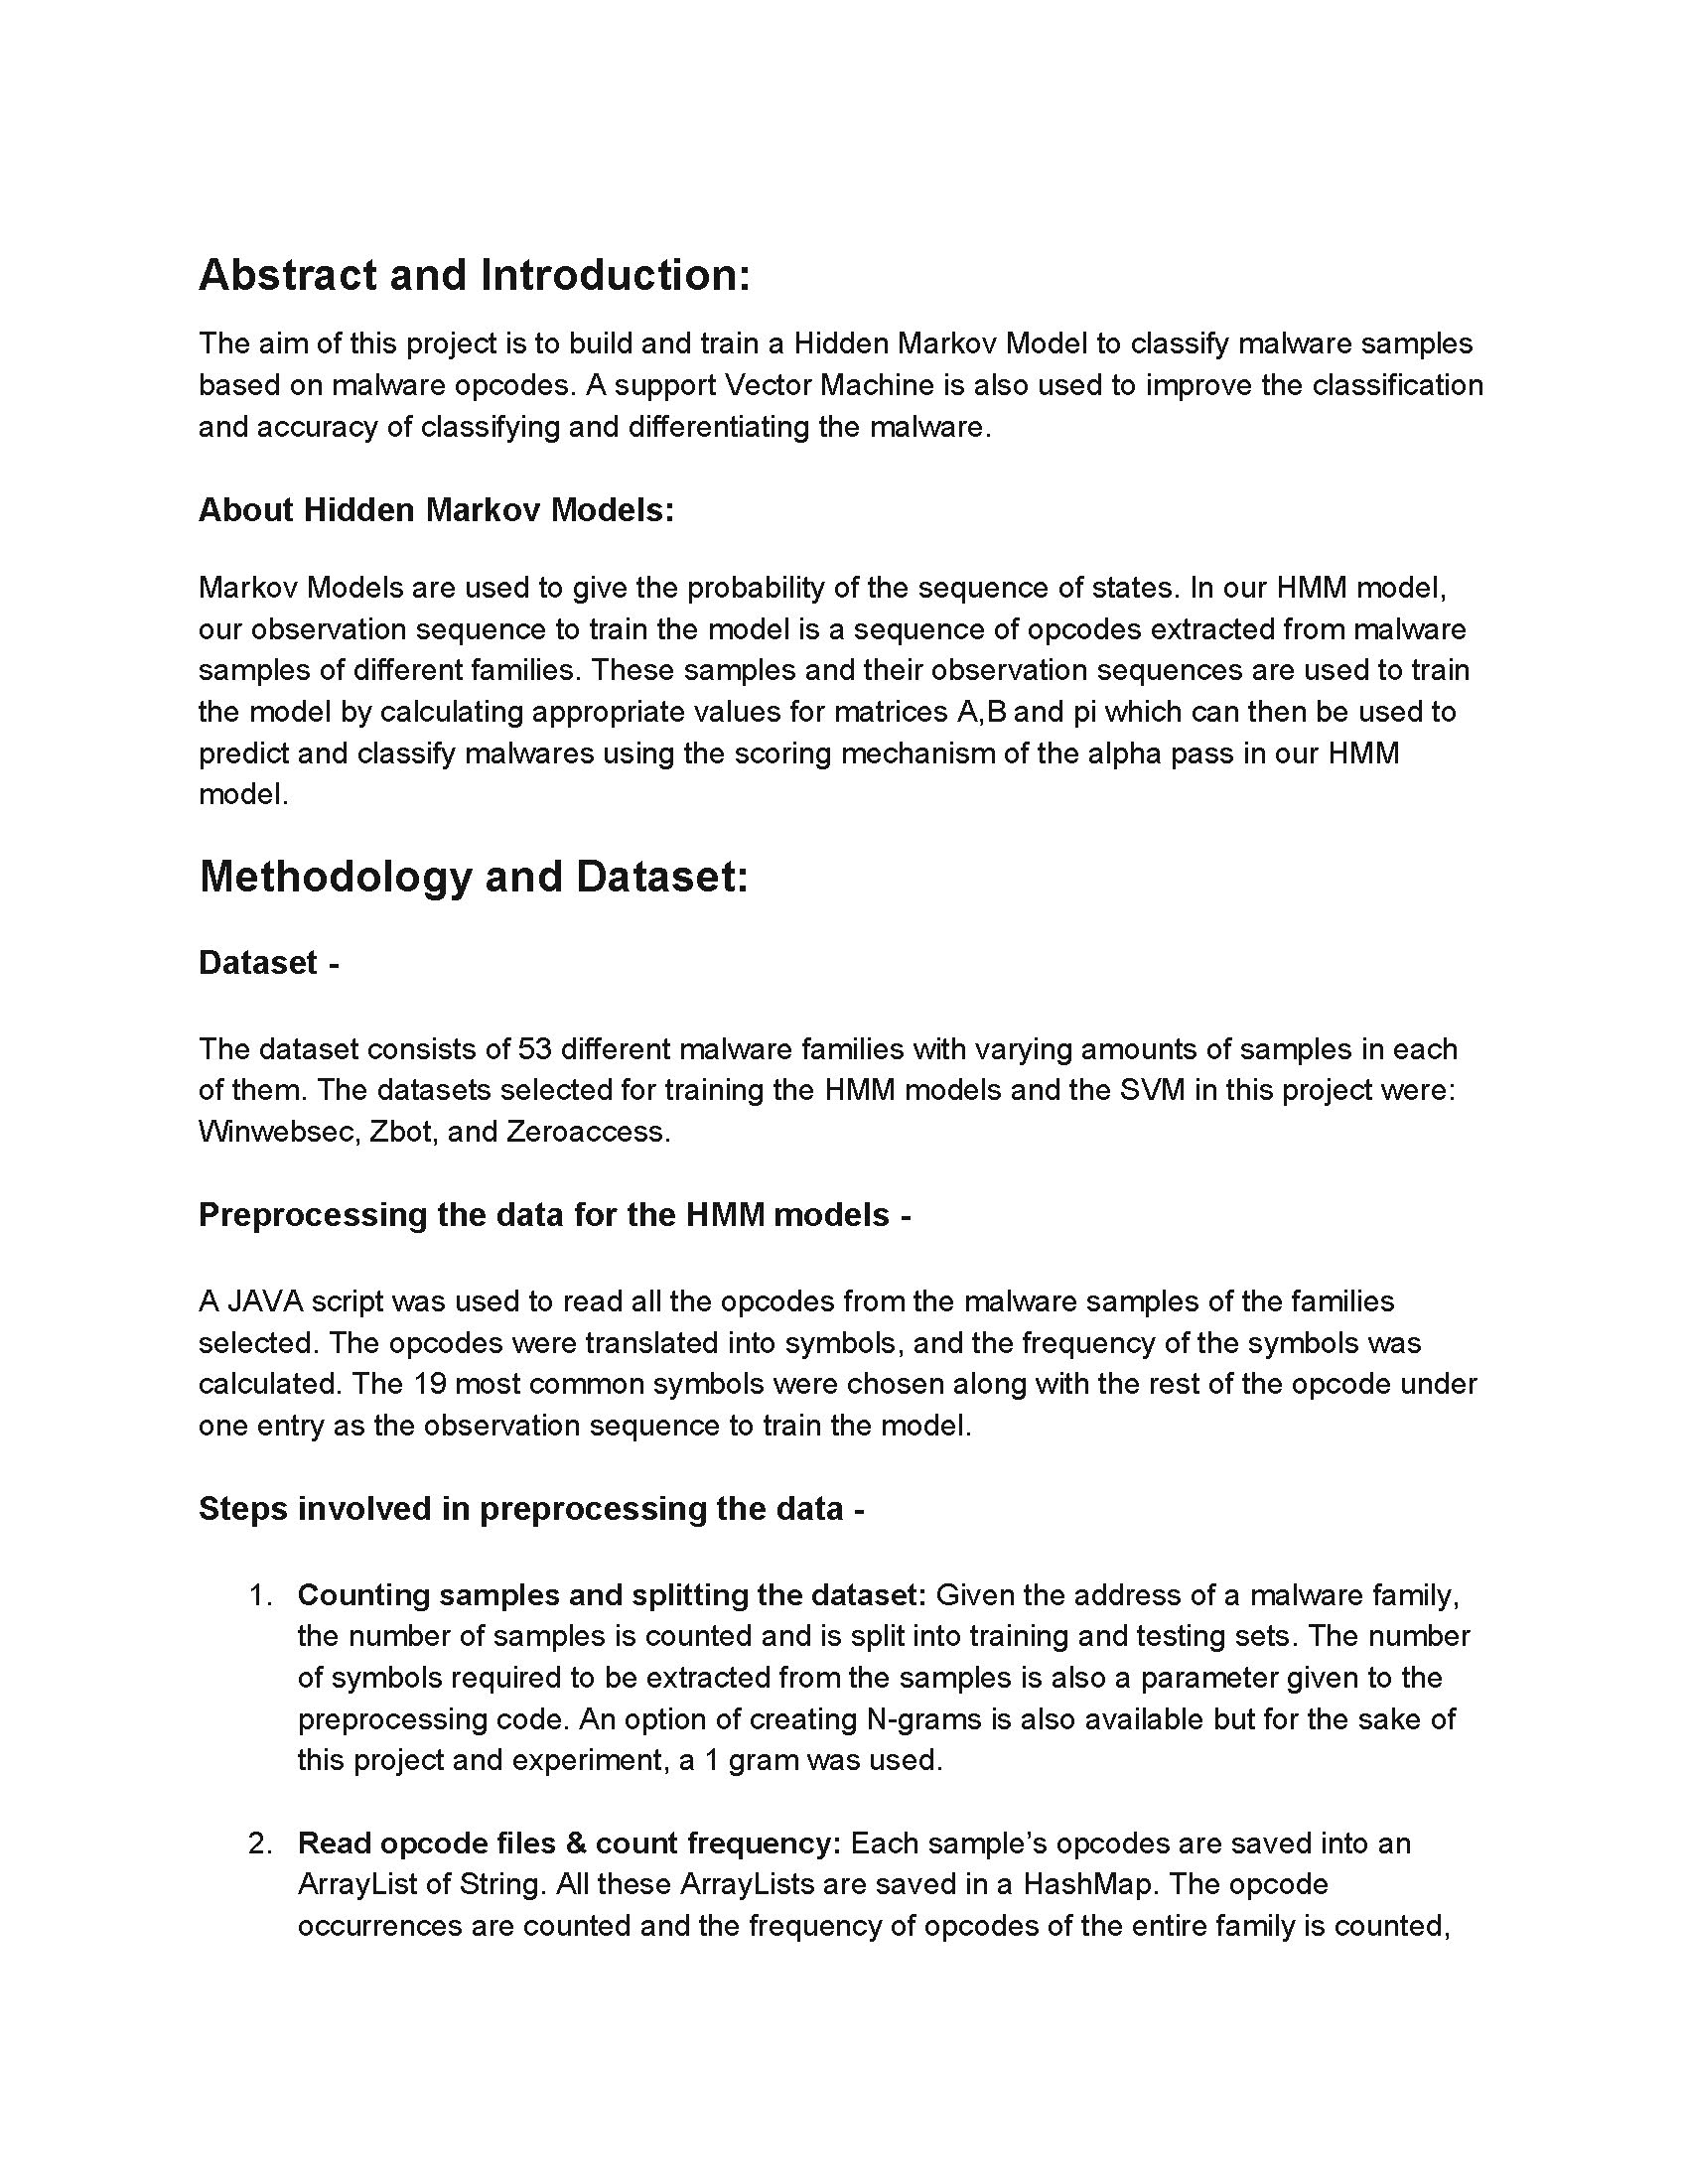 Abstract and Introduction:
The aim of this project is to build and train a Hidden Markov Model to classify malware samples
based on malware opcodes. A support Vector Machine is also used to improve the classification
and accuracy of classifying and differentiating the malware.
About Hidden Markov Models:
Markov Models are used to give the probability of the sequence of states. In our HMM model,
our observation sequence to train the model is a sequence of opcodes extracted from malware
samples of different families. These samples and their observation sequences are used to train
the model by calculating appropriate values for matrices A,B and pi which can then be used to
predict and classify malwares using the scoring mechanism of the alpha pass in our HMM
model.
Methodology and Dataset:
Dataset -
The dataset consists of 53 different malware families with varying amounts of samples in each
of them. The datasets selected for training the HMM models and the SVM in this project were:
Winwebsec, Zbot, and Zeroaccess.
Preprocessing the data for the HMM models -
A JAVA script was used to read all the opcodes from the malware samples of the families
selected. The opcodes were translated into symbols, and the frequency of the symbols was
calculated. The 19 most common symbols were chosen along with the rest of the opcode under
one entry as the observation sequence to train the model.
Steps involved in preprocessing the data -
1. Counting samples and splitting the dataset: Given the address of a malware family,
the number of samples is counted and is split into training and testing sets. The number
of symbols required to be extracted from the samples is also a parameter given to the
preprocessing code. An option of creating N-grams is also available but for the sake of
this project and experiment, a 1 gram was used.
2. Read opcode files & count frequency: Each sample’s opcodes are saved into an
ArrayList of String. All these ArrayLists are saved in a HashMap. The opcode
occurrences are counted and the frequency of opcodes of the entire family is counted,